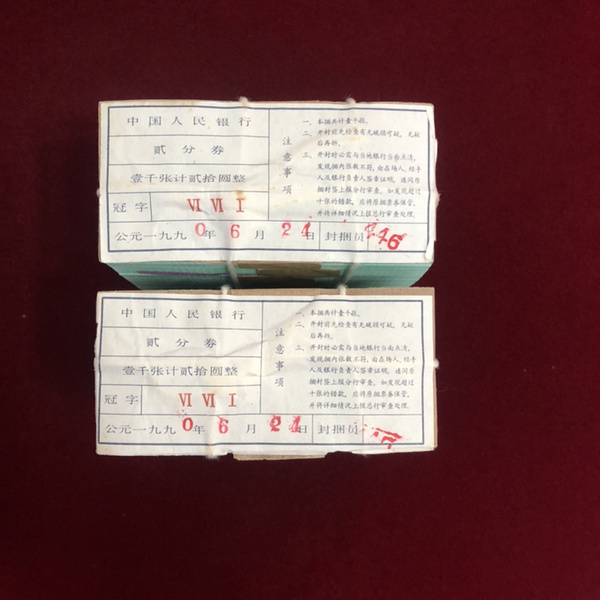 中国人民银行
贰分券
壹千张计贰拾圆整
冠字 VI VI I
公元一九九0年6月21日 封捆员 246
注意事项
一、本捆共计壹千张。
二、开封前先检查有无破损可疑，无疑
后再拆。
三、开封时必需与当地银行当面点清，
发现捆内张数不符，由在场人、经手
人及银行负责人签章证明，连同原
捆封签上报分行审查，如发现超过
十张的错款，应将原捆票券保管，
并将详细情况上报总行审查处理。
中国人民银行
贰分券
壹千张计贰拾圆整
冠字 VI VI I
公元一九九0年6月21日 封捆员
注意事项
一、本捆共计壹千张。
二、开封前先检查有无破损可疑，无疑
后再拆。
三、开封时必需与当地银行当面点清，
发现捆内张数不符，由在场人、经手
人及银行负责人签章证明，连同原
捆封签上报分行审查，如发现超过
十张的错款，应将原捆票券保管，
并将详细情况上报总行审查处理。